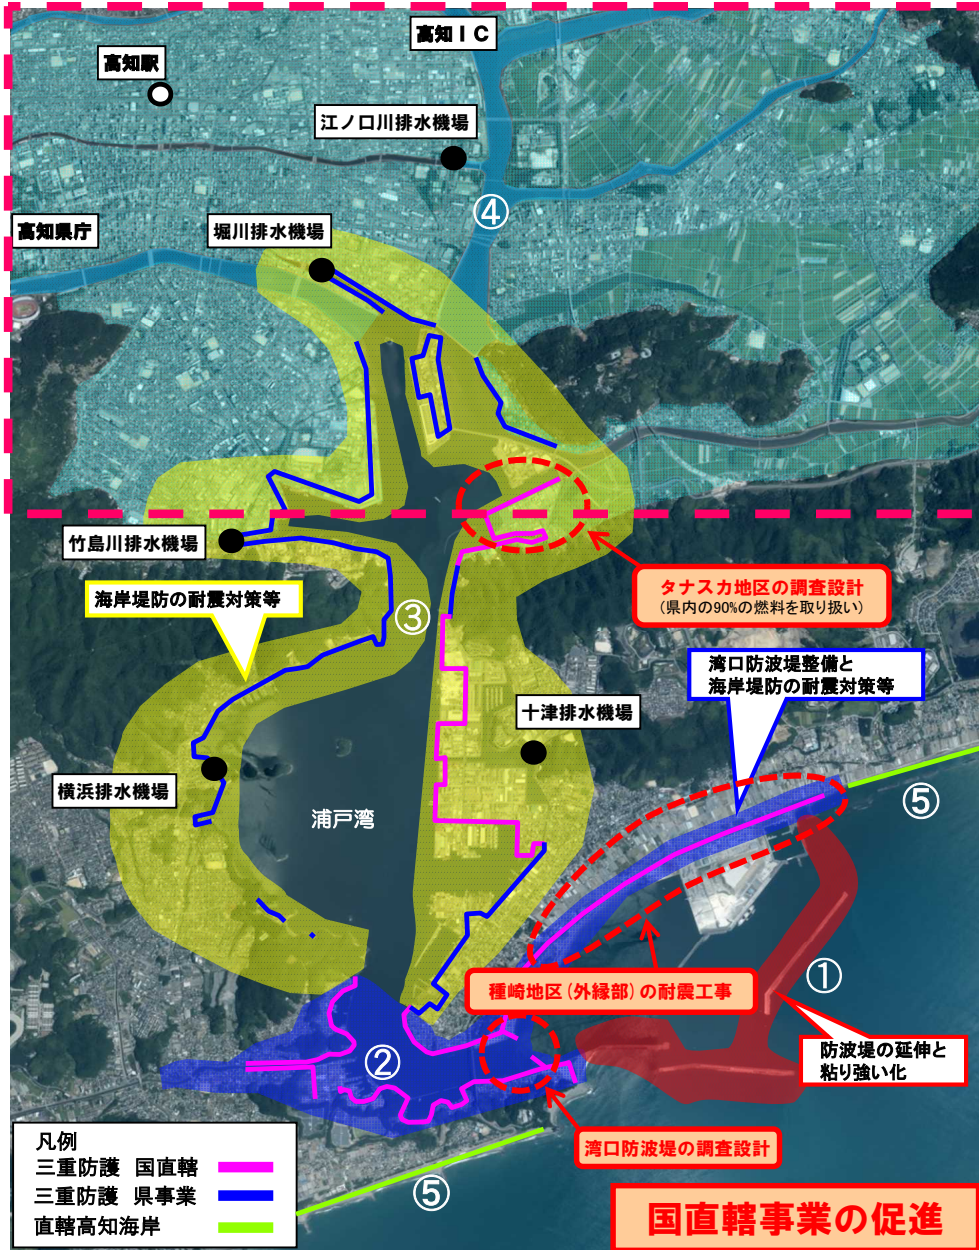 高知ＩＣ
高知駅
江ノ口川排水機場
④
高知県庁
堀川排水機場
竹島川排水機場
タナスカ地区の調査設計
(県内の90%の燃料を取り扱い)
海岸堤防の耐震対策等
③
湾口防波堤整備と
海岸堤防の耐震対策等
十津排水機場
横浜排水機場
浦戸湾
⑤
種崎地区(外縁部)の耐震工事
①
防波堤の延伸と
粘り強い化
②
湾口防波堤の調査設計
凡例
三重防護 国直轄
三重防護 県事業
直轄高知海岸
⑤
国直轄事業の促進